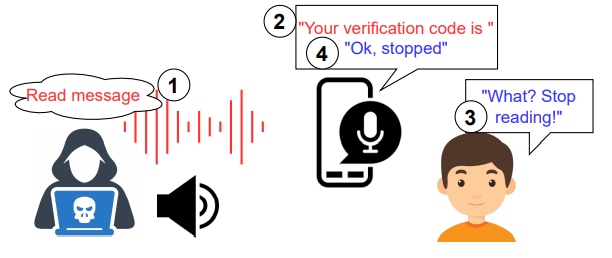 1
Read message
2
"Your verification code is "
4
"Ok, stopped"
"What? Stop
3
reading!"